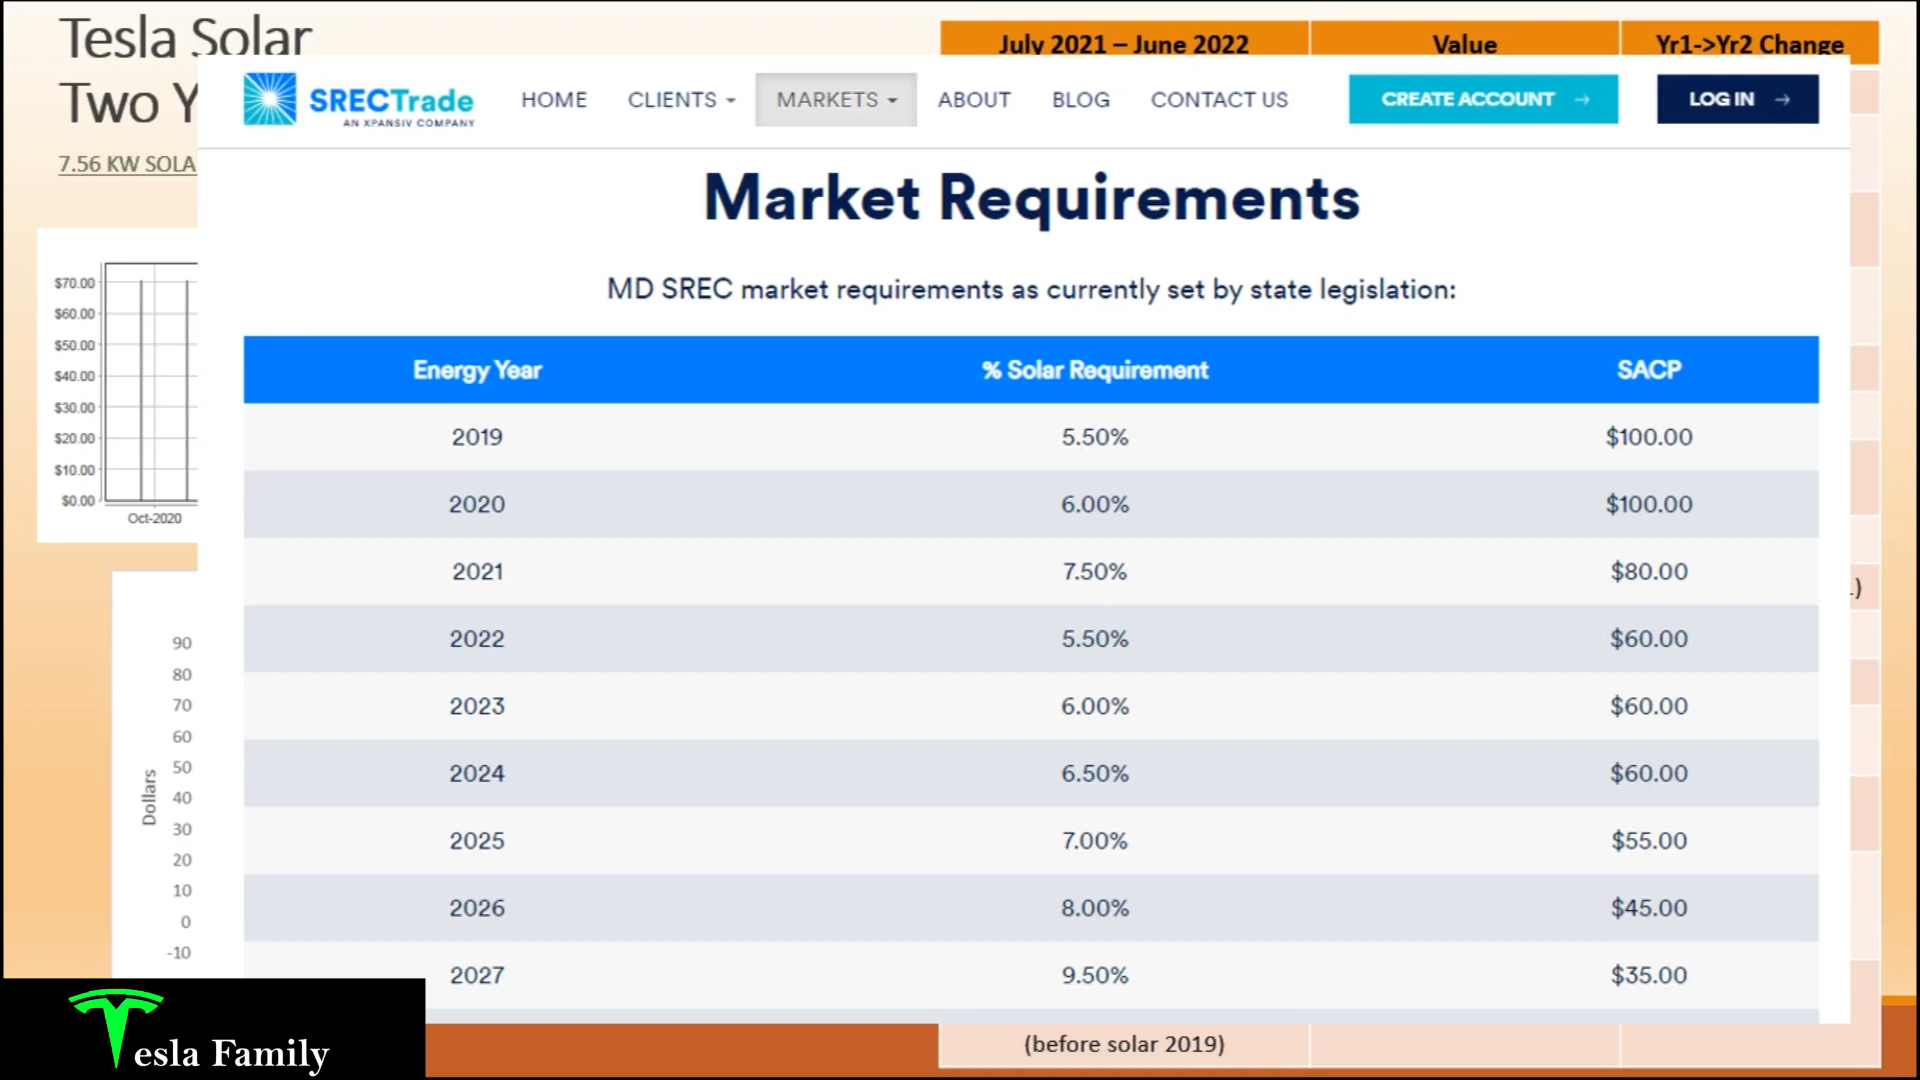 Tesla Solar
Two Y
7.56 KW SOLA
July 2021 – June 2022 Value Yr1->Yr2 Change
SRECTrade
AN XPANSIV COMPANY
HOME CLIENTS MARKETS ABOUT BLOG CONTACT US CREATE ACCOUNT → LOG IN →
Market Requirements
MD SREC market requirements as currently set by state legislation:
Energy Year % Solar Requirement SACP
2019 5.50% $100.00
2020 6.00% $100.00
2021 7.50% $80.00
2022 5.50% $60.00
2023 6.00% $60.00
2024 6.50% $60.00
2025 7.00% $55.00
2026 8.00% $45.00
2027 9.50% $35.00
$70.00
$60.00
$50.00
$40.00
$30.00
$20.00
$10.00
$0.00
Oct-2020
Dollars
90
80
70
60
50
40
30
20
10
0
-10
(before solar 2019)
Tesla Family